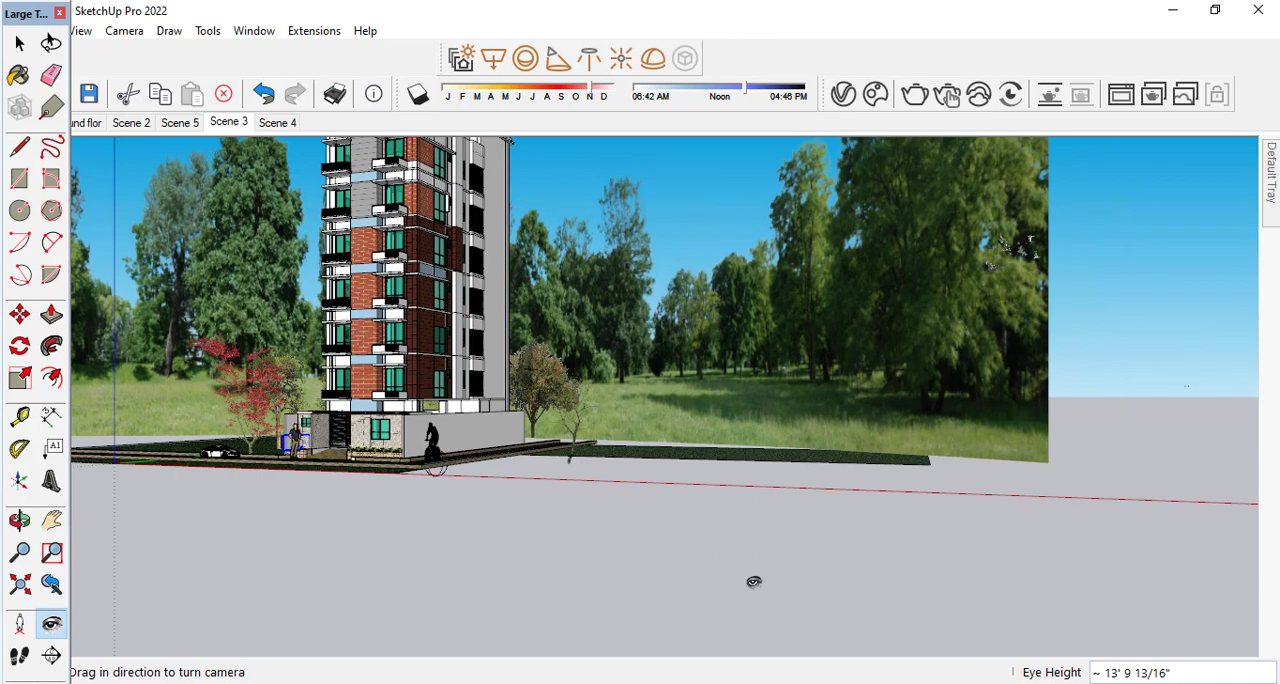 Large T...
SketchUp Pro 2022
View Camera Draw Tools Window Extensions Help
J F M A M J J A S O N D
06:42 AM Noon 04:46 PM
und flor Scene 2 Scene 5 Scene 3 Scene 4
Default Tray
A1
Drag in direction to turn camera
Eye Height ~ 13' 9 13/16"